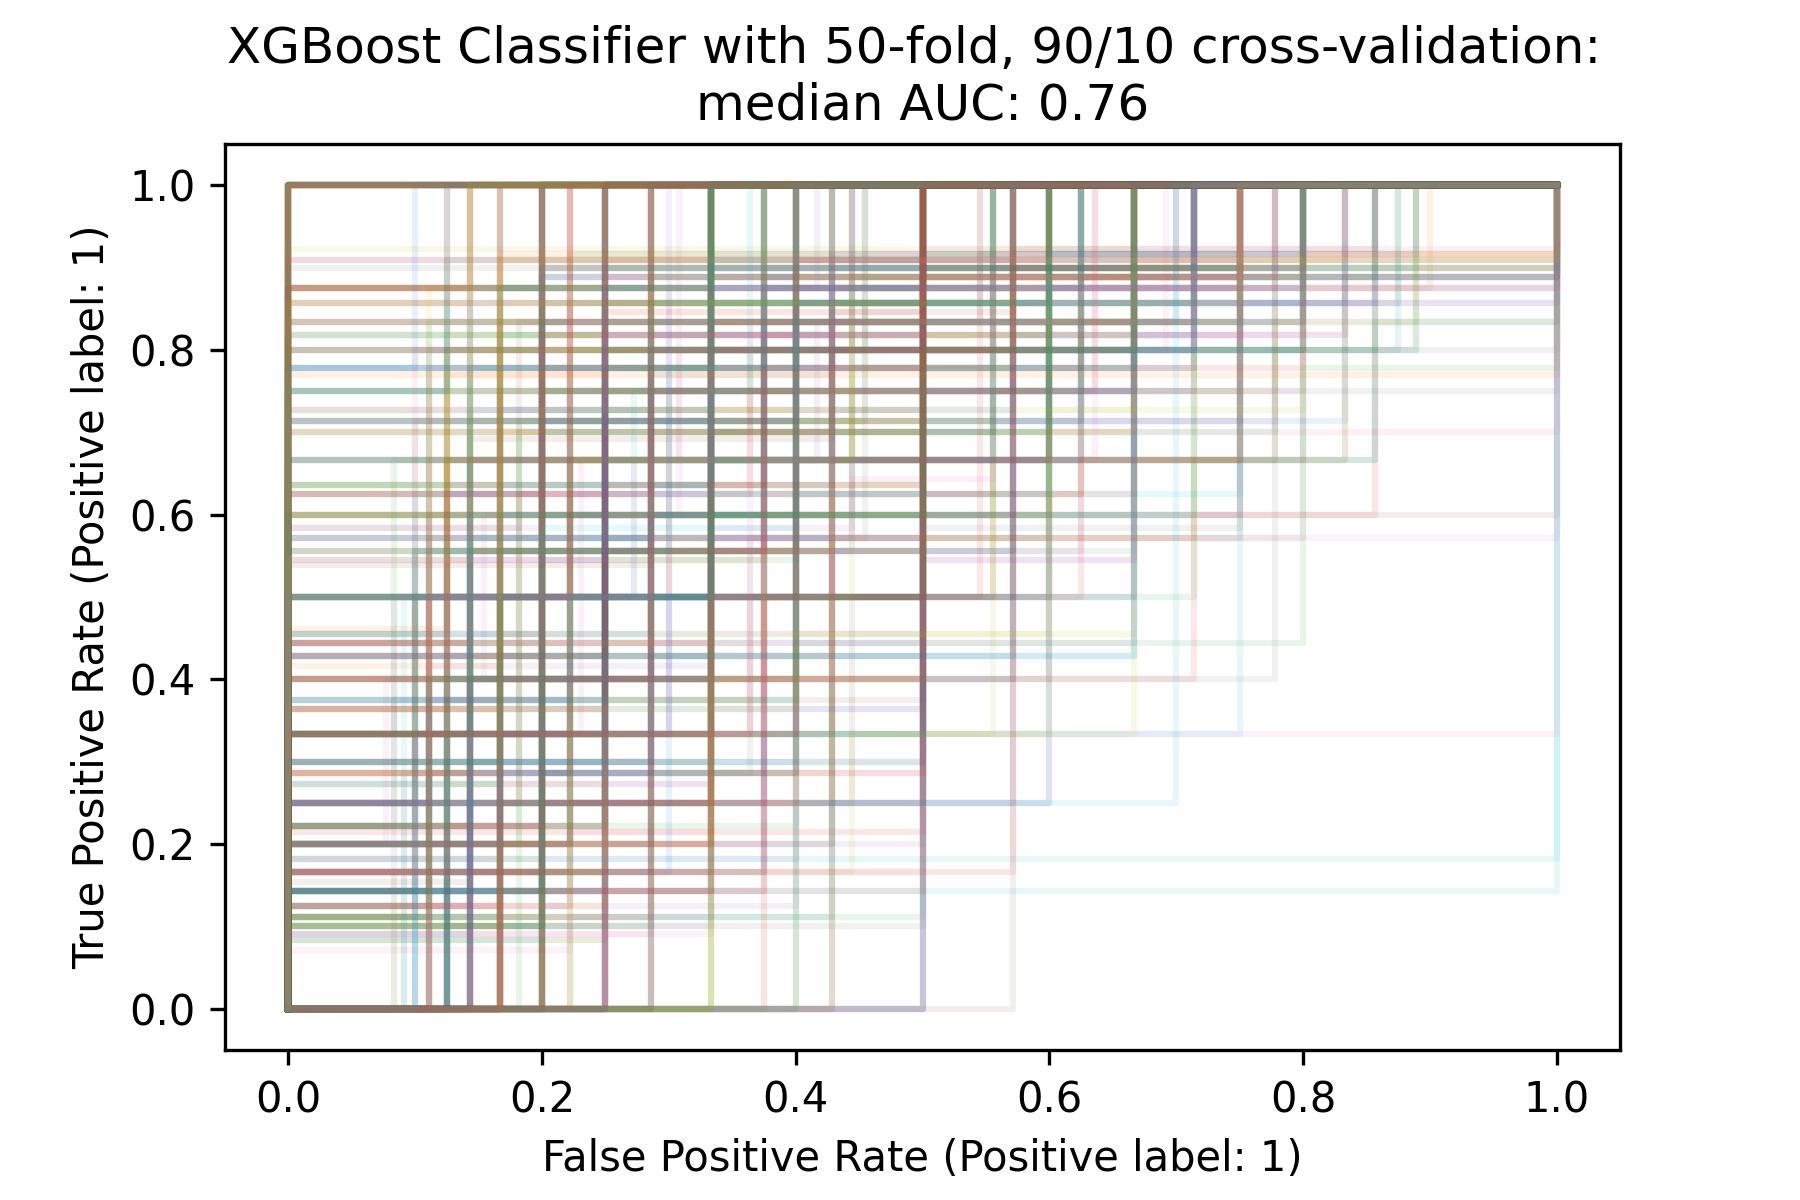 XGBoost Classifier with 50-fold, 90/10 cross-validation:
median AUC: 0.76
True Positive Rate (Positive label: 1)
1.0
0.8
0.6
0.4
0.2
0.0
0.0 0.2 0.4 0.6 0.8 1.0
False Positive Rate (Positive label: 1)